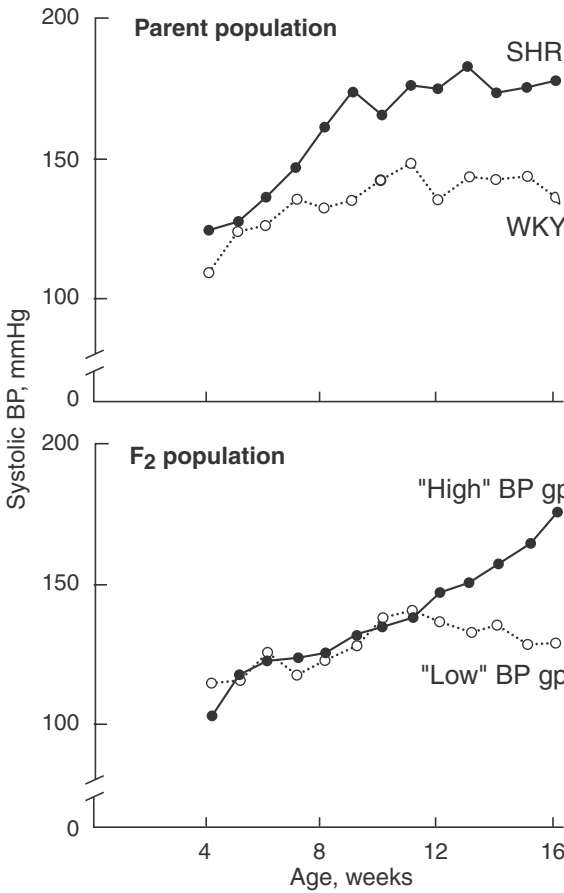 200
Parent population
SHR
150
WKY
100
0
Systolic BP, mmHg
200
F2 population
"High" BP gp
150
"Low" BP gp
100
0
4 8 12 16
Age, weeks